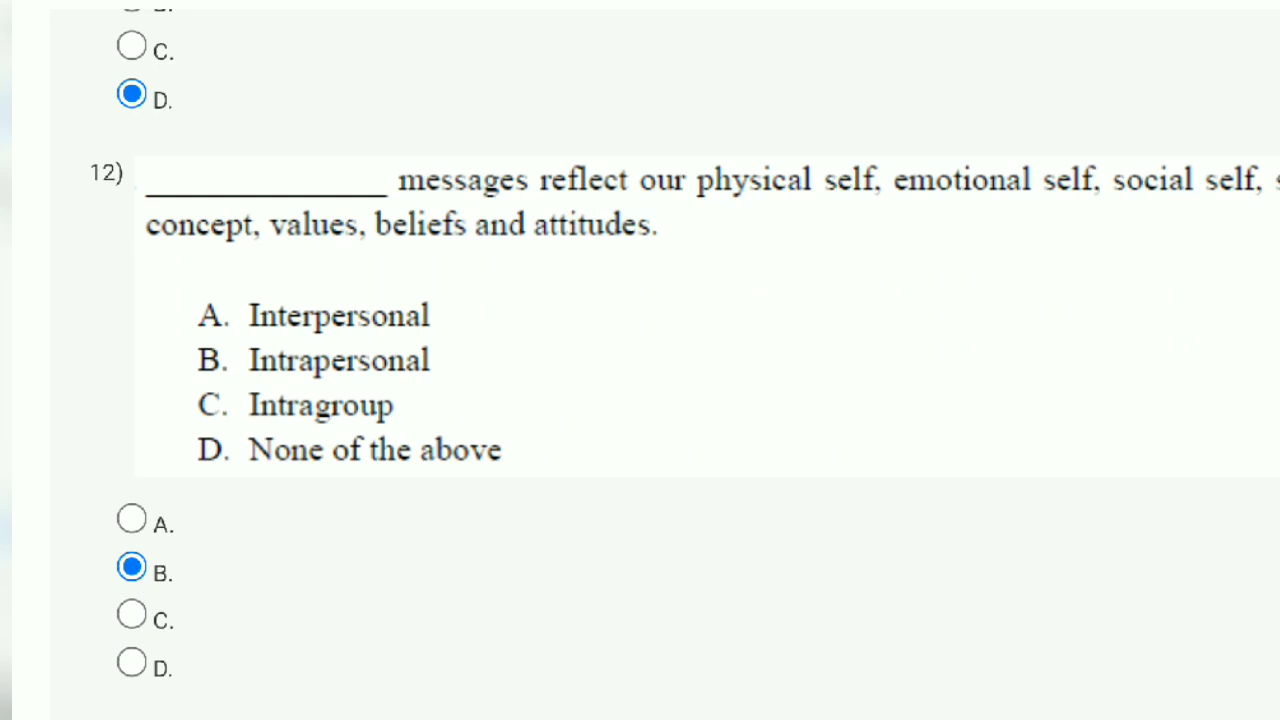 C.
D.
12)
____________ messages reflect our physical self, emotional self, social self,
concept, values, beliefs and attitudes.
A. Interpersonal
B. Intrapersonal
C. Intragroup
D. None of the above
A.
B.
C.
D.